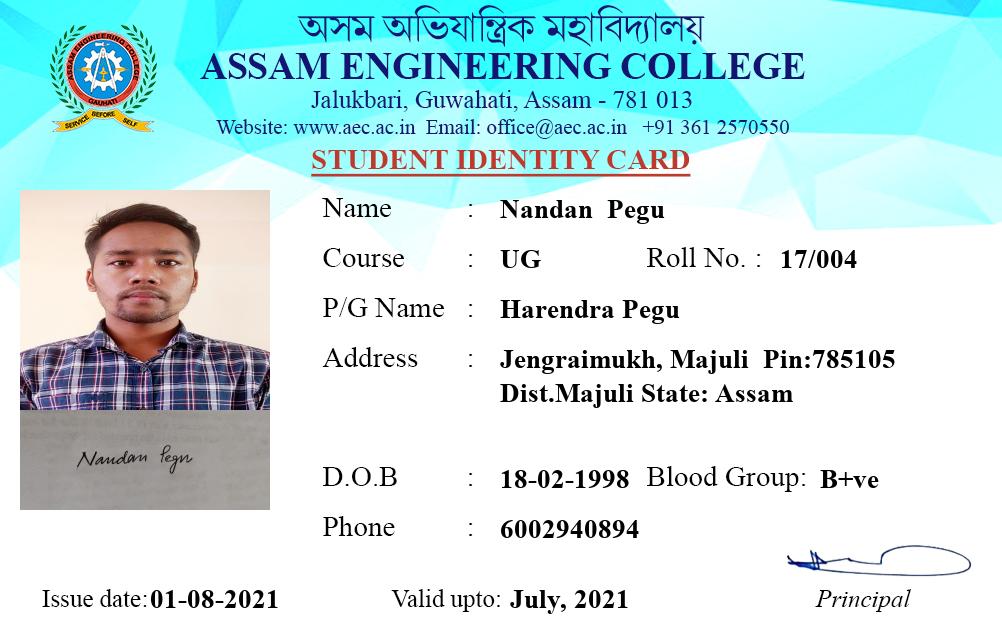 অসম অভিযান্ত্রিক মহাবিদ্যালয়
ASSAM ENGINEERING COLLEGE
Jalukbari, Guwahati, Assam - 781 013
Website: www.aec.ac.in Email: office@aec.ac.in +91 361 2570550
STUDENT IDENTITY CARD
ASSAM ENGINEERING COLLEGE
GAUHATI
SERVICE BEFORE SELF
Name : Nandan Pegu
Course : UG Roll No. : 17/004
P/G Name : Harendra Pegu
Address : Jengraimukh, Majuli Pin:785105
Dist.Majuli State: Assam
Nandan Pegu
D.O.B : 18-02-1998 Blood Group: B+ve
Phone : 6002940894
Issue date:01-08-2021 Valid upto: July, 2021 Principal